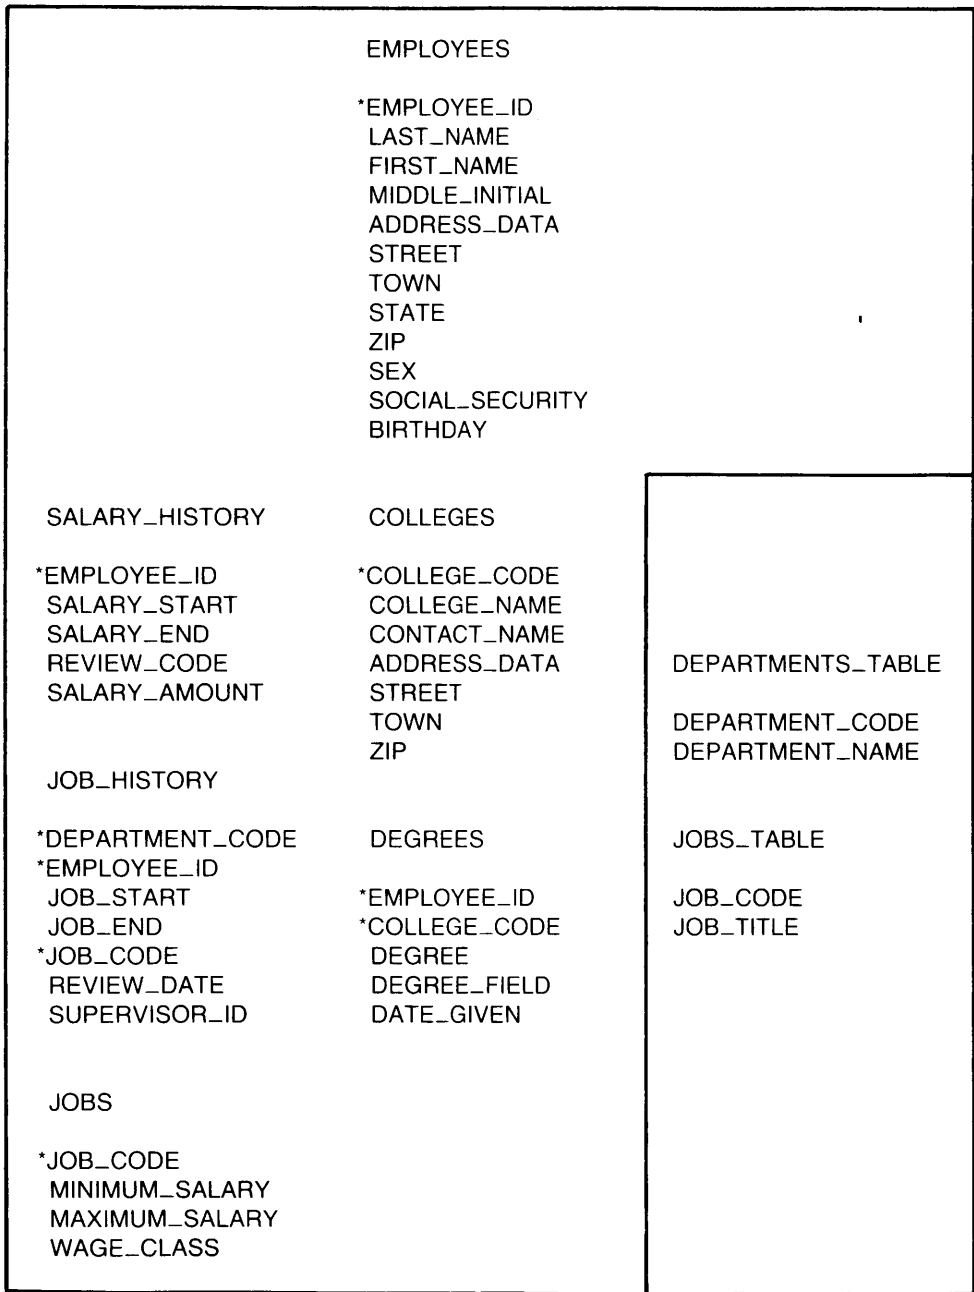 EMPLOYEES
*EMPLOYEE_ID
LAST_NAME
FIRST_NAME
MIDDLE_INITIAL
ADDRESS_DATA
STREET
TOWN
STATE
ZIP
SEX
SOCIAL_SECURITY
BIRTHDAY
SALARY_HISTORY
*EMPLOYEE_ID
SALARY_START
SALARY_END
REVIEW_CODE
SALARY_AMOUNT
JOB_HISTORY
*DEPARTMENT_CODE
*EMPLOYEE_ID
JOB_START
JOB_END
*JOB_CODE
REVIEW_DATE
SUPERVISOR_ID
JOBS
*JOB_CODE
MINIMUM_SALARY
MAXIMUM_SALARY
WAGE_CLASS
COLLEGES
*COLLEGE_CODE
COLLEGE_NAME
CONTACT_NAME
ADDRESS_DATA
STREET
TOWN
ZIP
DEGREES
*EMPLOYEE_ID
*COLLEGE_CODE
DEGREE
DEGREE_FIELD
DATE_GIVEN
DEPARTMENTS_TABLE
DEPARTMENT_CODE
DEPARTMENT_NAME
JOBS_TABLE
JOB_CODE
JOB_TITLE